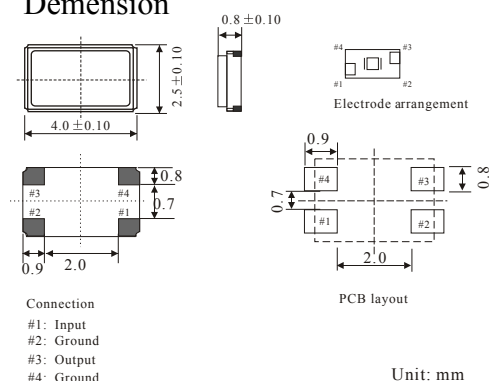 Demension
0.8±0.10
2.5±0.10
4.0±0.10
#4 #3
#1 #2
Electrode arrangement
#3 #4
#2 #1
0.8
0.7
0.9 2.0
0.9
#4 #3
#1 #2
0.7
0.8
2.0
PCB layout
Connection
#1: Input
#2: Ground
#3: Output
#4: Ground
Unit: mm